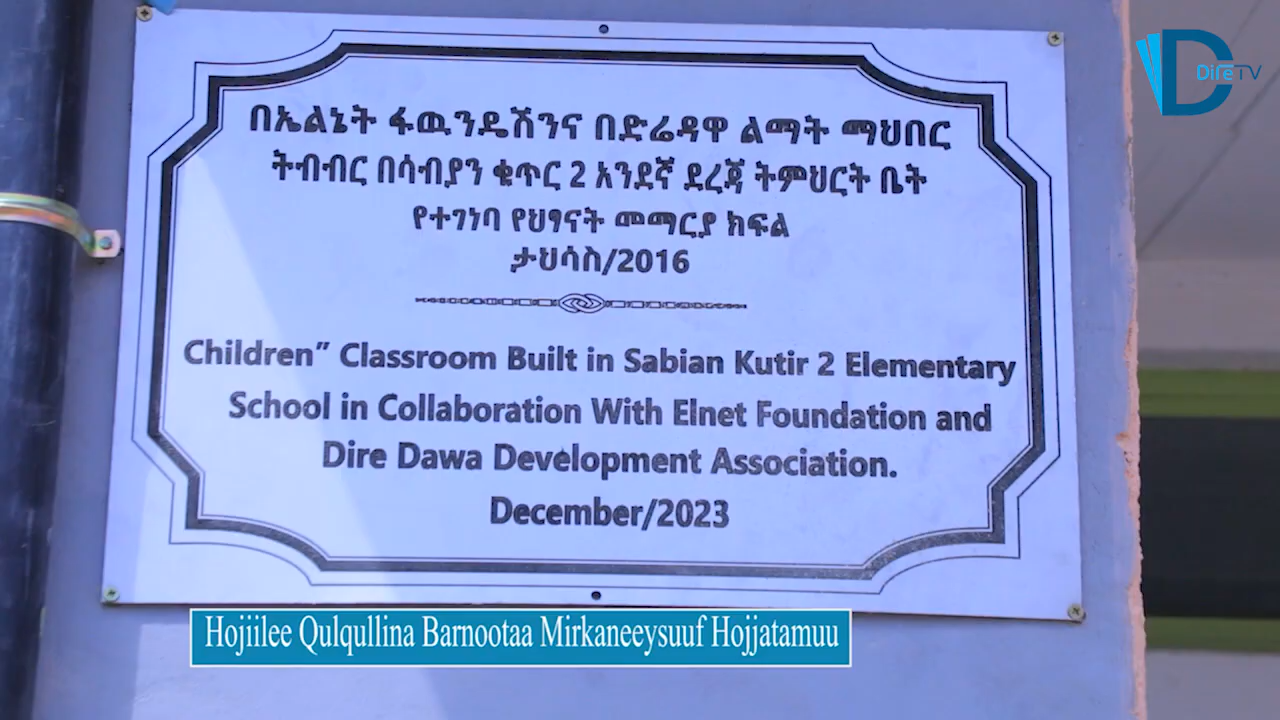 በኤልኔት ፋዉንዴሽንና በድሬዳዋ ልማት ማህበር
ትብብር በሳብያን ቁጥር 2 አንደኛ ደረጃ ትምህርት ቤት
የተገነባ የህፃናት መማርያ ክፍል
ታህሳስ/2016
Children” Classroom Built in Sabian Kutir 2 Elementary
School in Collaboration With Elnet Foundation and
Dire Dawa Development Association.
December/2023
Hojiilee Qulqullina Barnootaa Mirkaneeysuuf Hojjatamuu
D Dire TV